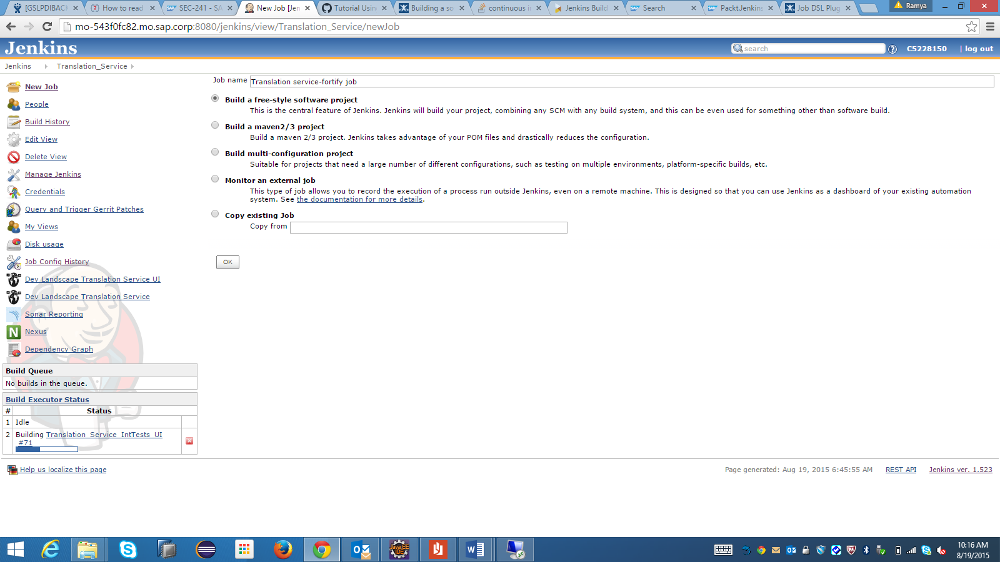 [GSLPDIBACK
How to read
SEC-241 - SA
New Job [Jen
Tutorial Usin
Building a so
continuous i
Jenkins Build
Search
Packt.Jenkins
Job DSL Plug
Ramya
mo-543f0fc82.mo.sap.corp:8080/jenkins/view/Translation_Service/newJob
Jenkins
search
C5228150
| log out
Jenkins
Translation_Service
New Job
People
Build History
Edit View
Delete View
Manage Jenkins
Credentials
Query and Trigger Gerrit Patches
My Views
Disk usage
Job Config History
Dev Landscape Translation Service UI
Dev Landscape Translation Service
Sonar Reporting
Nexus
Dependency Graph
Build Queue
No builds in the queue.
Build Executor Status
# Status
1 Idle
2 Building Translation_Service_IntTests_UI
#71
Job name Translation service-fortify job
Build a free-style software project
This is the central feature of Jenkins. Jenkins will build your project, combining any SCM with any build system, and this can be even used for something other than software build.
Build a maven2/3 project
Build a maven 2/3 project. Jenkins takes advantage of your POM files and drastically reduces the configuration.
Build multi-configuration project
Suitable for projects that need a large number of different configurations, such as testing on multiple environments, platform-specific builds, etc.
Monitor an external job
This type of job allows you to record the execution of a process run outside Jenkins, even on a remote machine. This is designed so that you can use Jenkins as a dashboard of your existing automation
system. See the documentation for more details.
Copy existing Job
Copy from
OK
Help us localize this page
Page generated: Aug 19, 2015 6:45:55 AM
REST API
Jenkins ver. 1.523
10:16 AM
8/19/2015